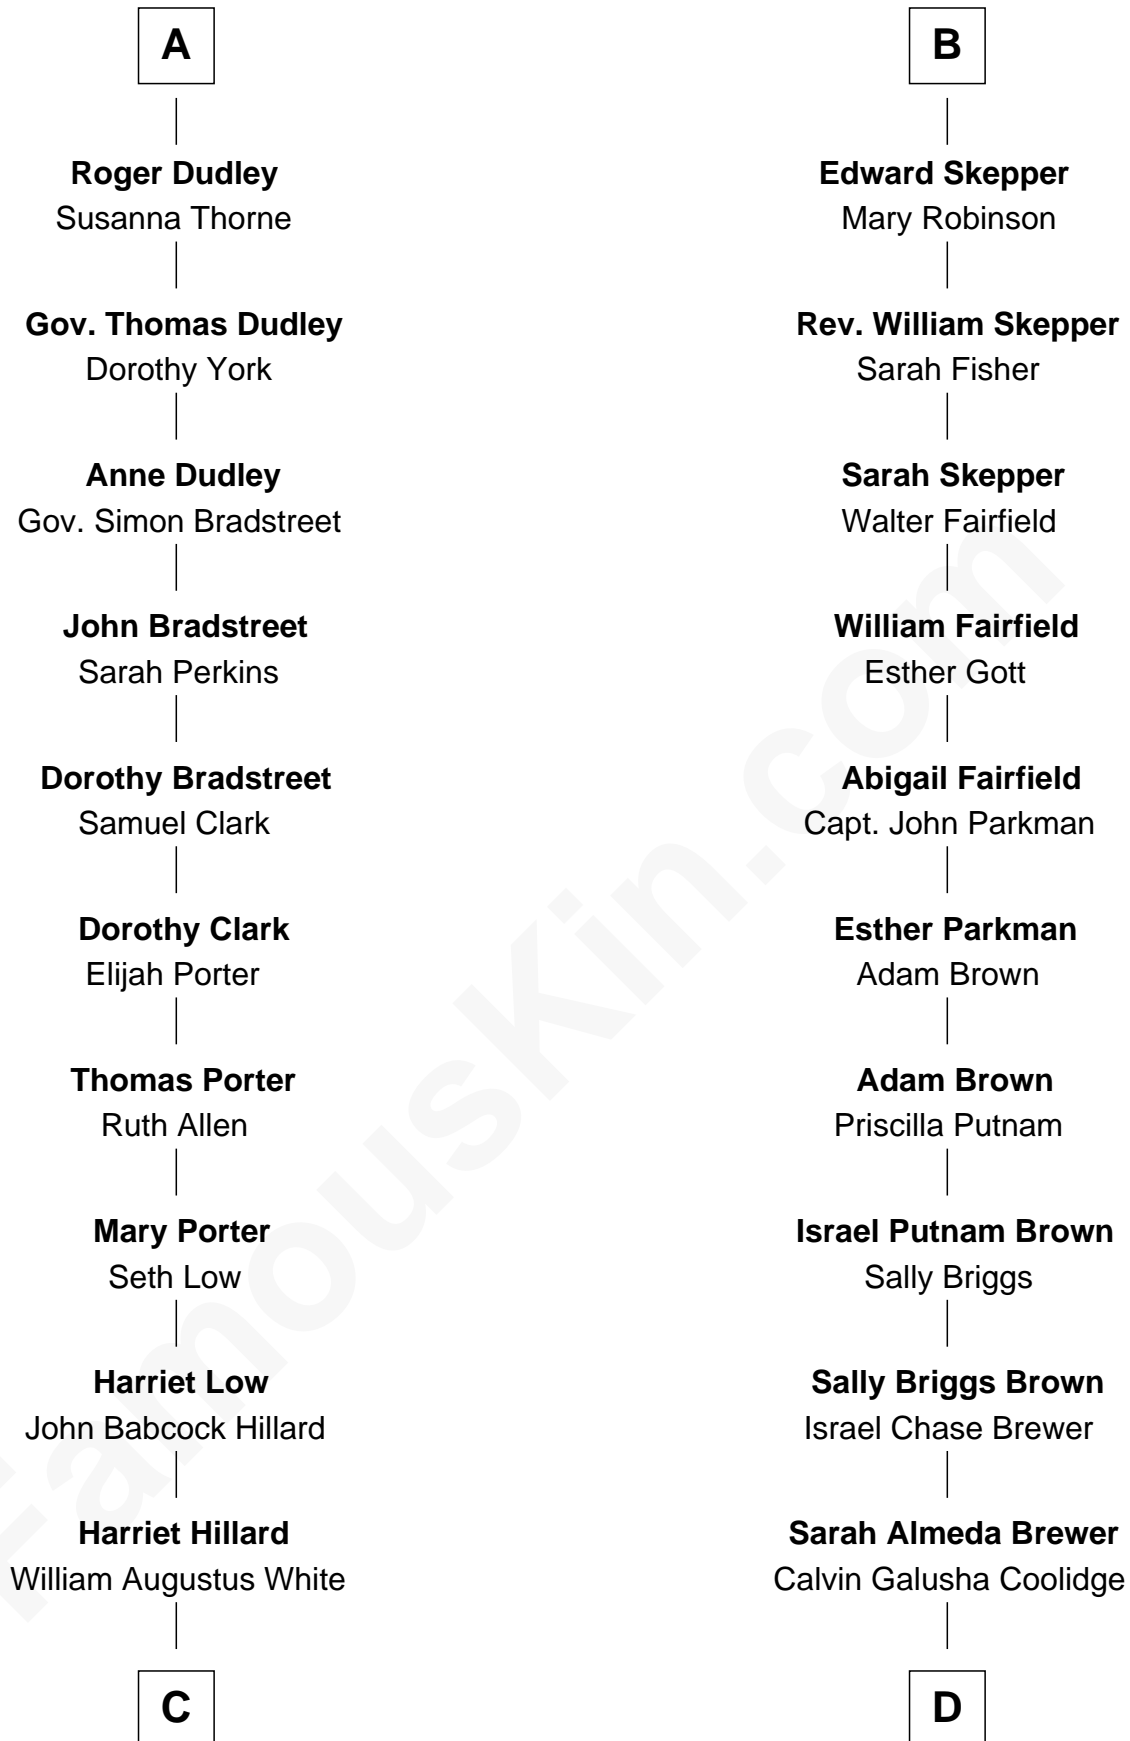 A
Roger Dudley
Susanna Thorne
Gov. Thomas Dudley
Dorothy York
Anne Dudley
Gov. Simon Bradstreet
John Bradstreet
Sarah Perkins
Dorothy Bradstreet
Samuel Clark
Dorothy Clark
Elijah Porter
Thomas Porter
Ruth Allen
Mary Porter
Seth Low
Harriet Low
John Babcock Hillard
Harriet Hillard
William Augustus White
C
B
Edward Skepper
Mary Robinson
Rev. William Skepper
Sarah Fisher
Sarah Skepper
Walter Fairfield
William Fairfield
Esther Gott
Abigail Fairfield
Capt. John Parkman
Esther Parkman
Adam Brown
Adam Brown
Priscilla Putnam
Israel Putnam Brown
Sally Briggs
Sally Briggs Brown
Israel Chase Brewer
Sarah Almeda Brewer
Calvin Galusha Coolidge
D
FamousKin.com